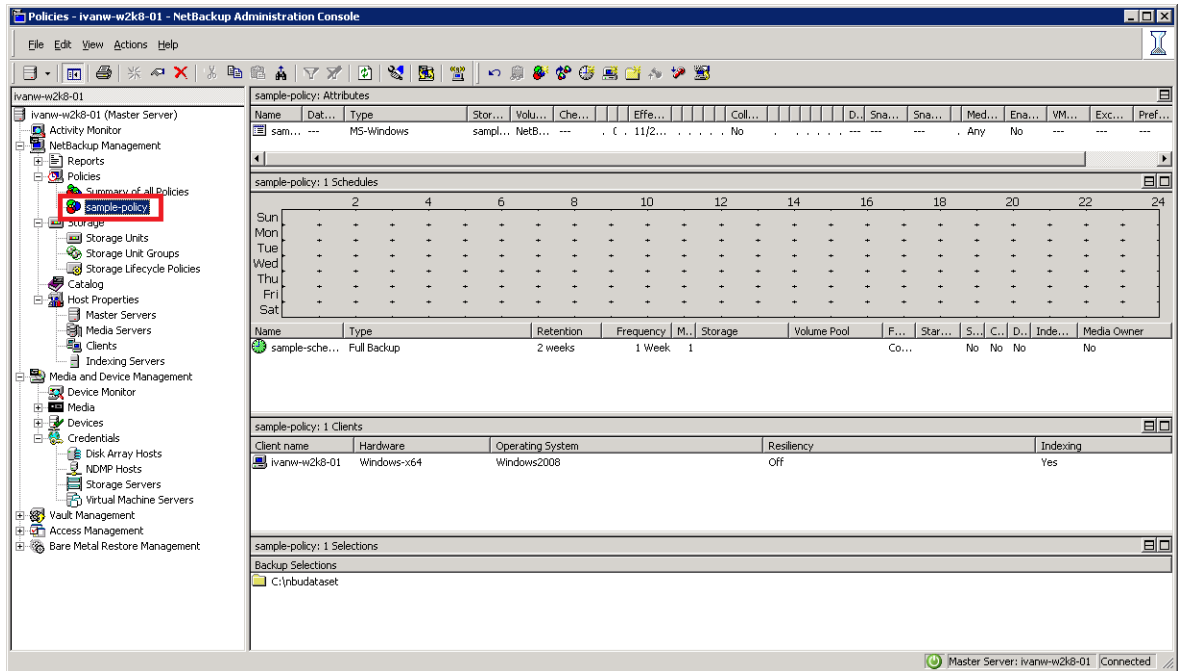 Policies - ivanw-w2k8-01 - NetBackup Administration Console
File Edit View Actions Help
ivanw-w2k8-01
ivanw-w2k8-01 (Master Server)
Activity Monitor
NetBackup Management
Reports
Policies
Summary of all Policies
sample-policy
Storage
Storage Units
Storage Unit Groups
Storage Lifecycle Policies
Catalog
Host Properties
Master Servers
Media Servers
Clients
Indexing Servers
Media and Device Management
Device Monitor
Media
Devices
Credentials
Disk Array Hosts
NDMP Hosts
Storage Servers
Virtual Machine Servers
Vault Management
Access Management
Bare Metal Restore Management
sample-policy: Attributes
Name Dat... Type Stor... Volu... Che... Effe... Coll... D.. Sna... Sna... Med... Ena... VM... Exc... Pref...
sam... --- MS-Windows sampl... NetB... --- . ( . 11/2... . . . . . No . . . . . . --- --- --- . Any No --- --- ---
sample-policy: 1 Schedules
2 4 6 8 10 12 14 16 18 20 22 24
Sun
Mon
Tue
Wed
Thu
Fri
Sat
Name Type Retention Frequency M.. Storage Volume Pool F... Star... S... C.. D.. Inde... Media Owner
sample-sche... Full Backup 2 weeks 1 Week 1 Co... No No No No
sample-policy: 1 Clients
Client name Hardware Operating System Resiliency Indexing
ivanw-w2k8-01 Windows-x64 Windows2008 Off Yes
sample-policy: 1 Selections
Backup Selections
C:\nbudataset
Master Server: ivanw-w2k8-01 Connected